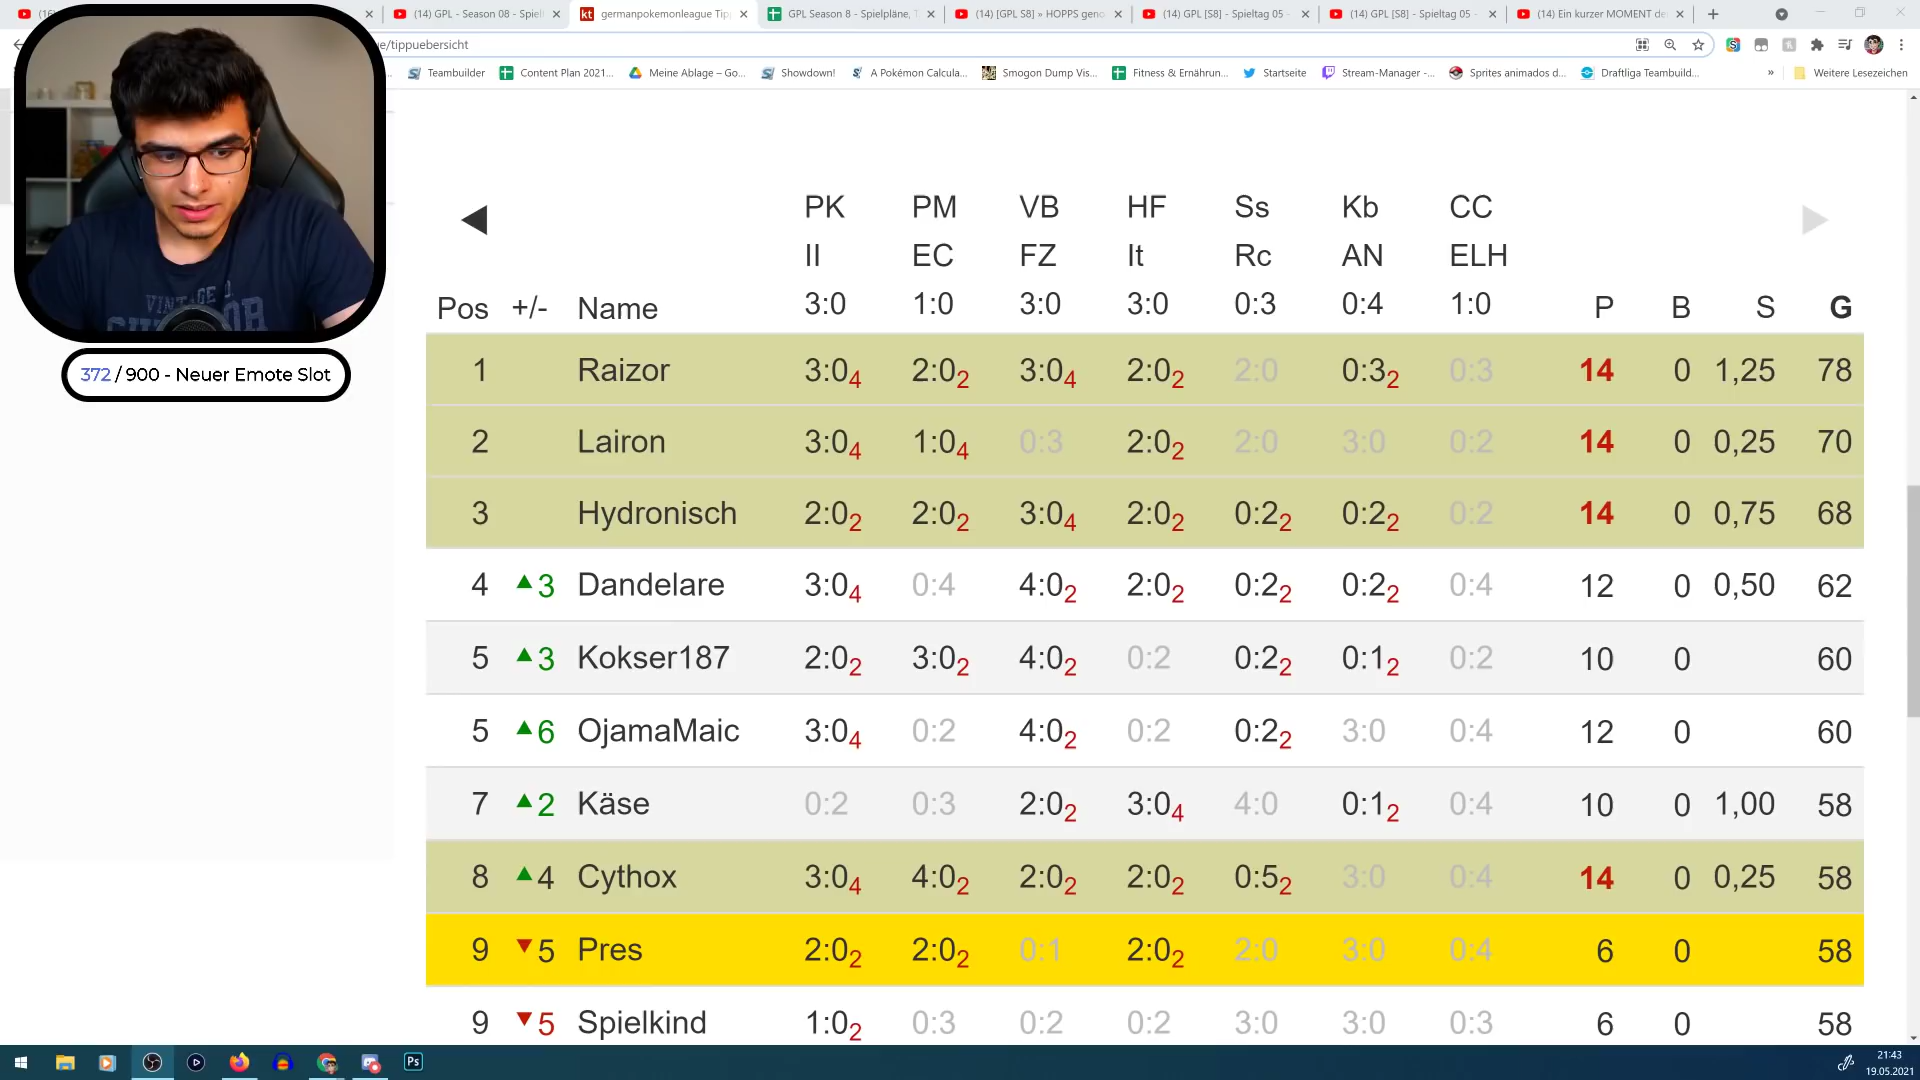 (14) GPL - Season 08 - Spielt
germanpokemonleague Tip
GPL Season 8 - Spielpläne, T
(14) [GPL S8] » HOPPS geno
(14) GPL [S8] - Spieltag 05 -
(14) GPL [S8] - Spieltag 05 -
(14) Ein kurzer MOMENT de
e/tippuebersicht
Teambuilder
Content Plan 2021...
Meine Ablage – Go...
Showdown!
A Pokémon Calcula...
Smogon Dump Vis...
Fitness & Ernährun...
Startseite
Stream-Manager -...
Sprites animados d...
Draftliga Teambuild...
»
Weitere Lesezeichen
VINTAGE
372 / 900 - Neuer Emote Slot
PK PM VB HF Ss Kb CC
II EC FZ It Rc AN ELH
Pos +/- Name 3:0 1:0 3:0 3:0 0:3 0:4 1:0 P B S G
1 Raizor 3:04 2:02 3:04 2:02 2:0 0:32 0:3 14 0 1,25 78
2 Lairon 3:04 1:04 0:3 2:02 2:0 3:0 0:2 14 0 0,25 70
3 Hydronisch 2:02 2:02 3:04 2:02 0:22 0:22 0:2 14 0 0,75 68
4 ▲3 Dandelare 3:04 0:4 4:02 2:02 0:22 0:22 0:4 12 0 0,50 62
5 ▲3 Kokser187 2:02 3:02 4:02 0:2 0:22 0:12 0:2 10 0 60
5 ▲6 OjamaMaic 3:04 0:2 4:02 0:2 0:22 3:0 0:4 12 0 60
7 ▲2 Käse 0:2 0:3 2:02 3:04 4:0 0:12 0:4 10 0 1,00 58
8 ▲4 Cythox 3:04 4:02 2:02 2:02 0:52 3:0 0:4 14 0 0,25 58
9 ▼5 Pres 2:02 2:02 0:1 2:02 2:0 3:0 0:4 6 0 58
9 ▼5 Spielkind 1:02 0:3 0:2 0:2 3:0 3:0 0:3 6 0 58
Ps
21:43
19.05.2021